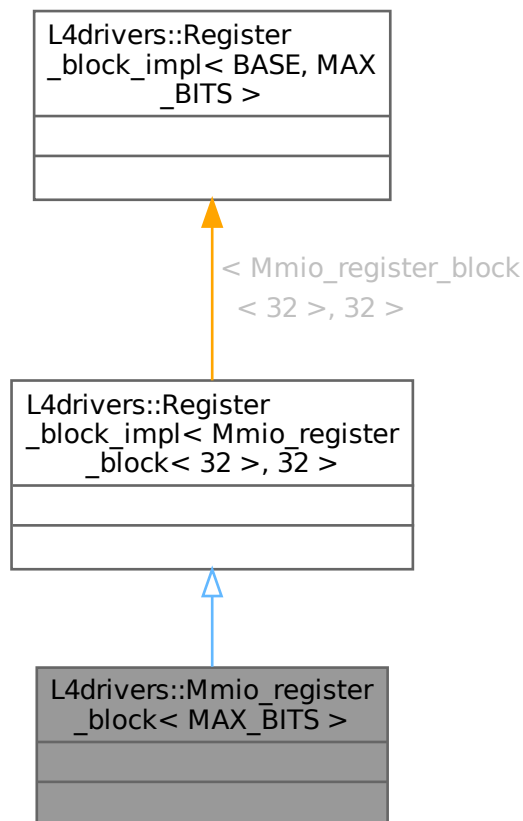 L4drivers::Register
_block_impl< BASE, MAX
_BITS >
< Mmio_register_block
< 32 >, 32 >
L4drivers::Register
_block_impl< Mmio_register
_block< 32 >, 32 >
L4drivers::Mmio_register
_block< MAX_BITS >